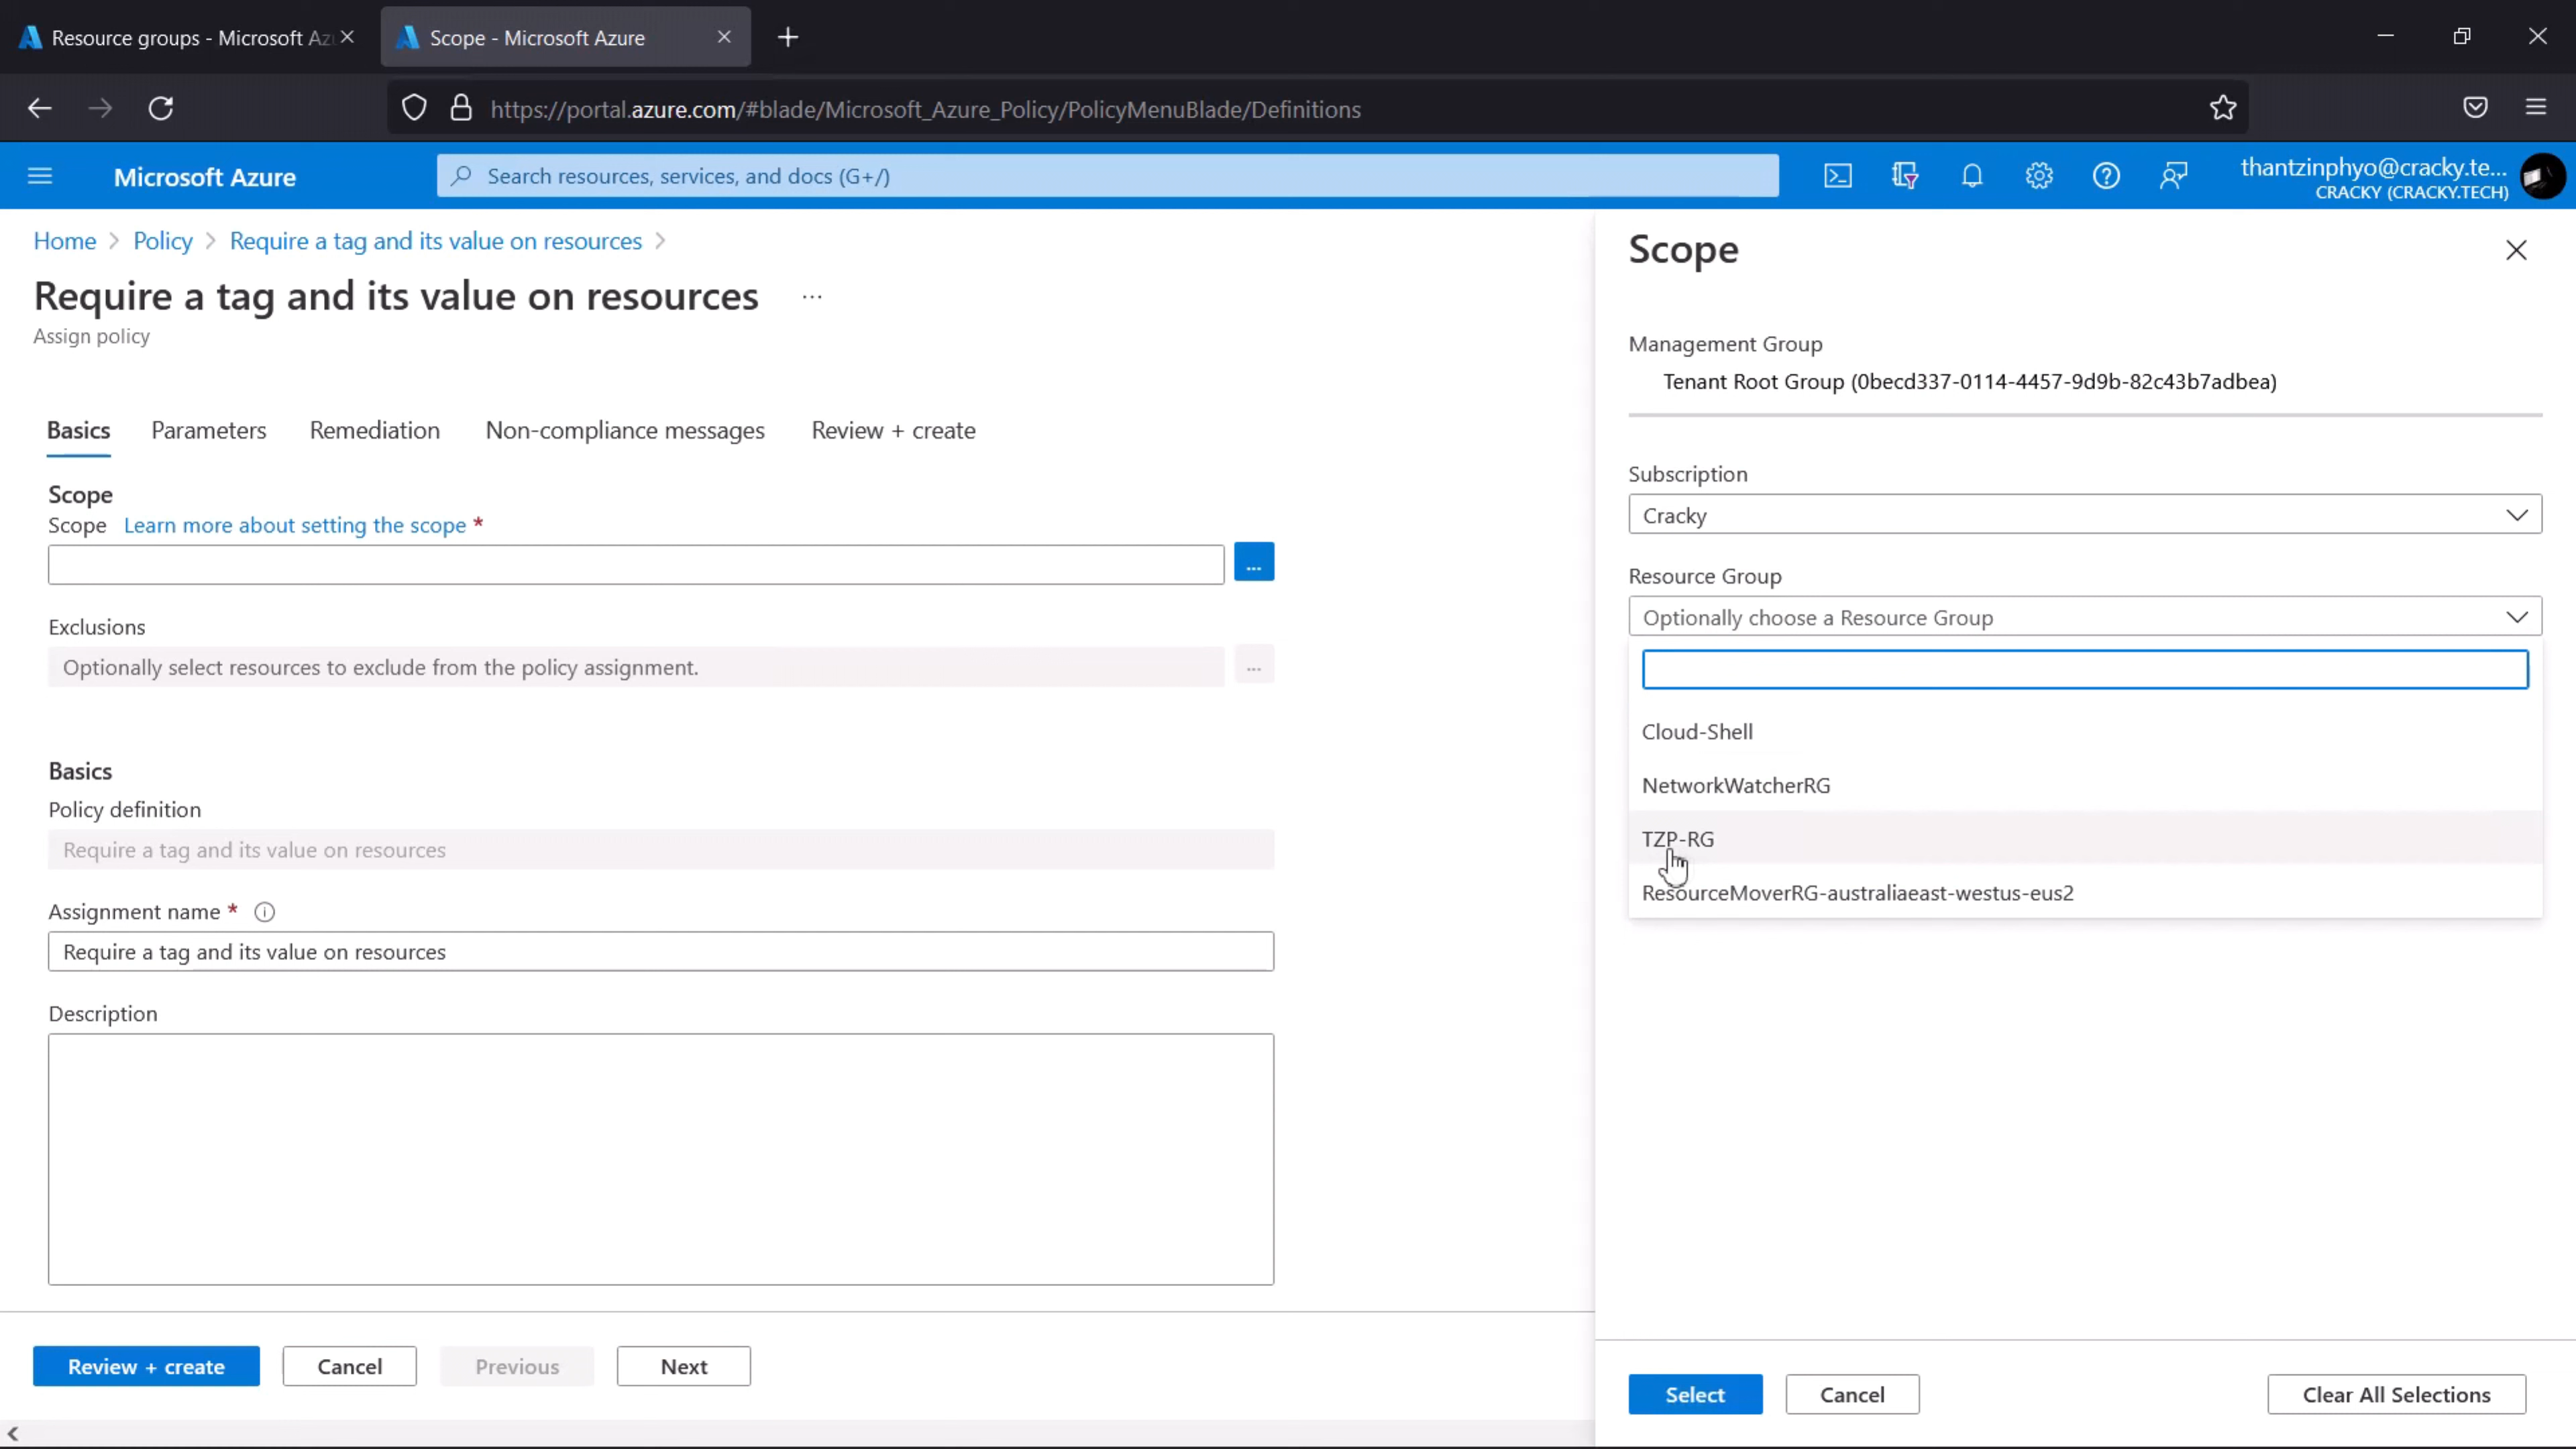 Resource groups - Microsoft Az
Scope - Microsoft Azure
https://portal.azure.com/#blade/Microsoft_Azure_Policy/PolicyMenuBlade/Definitions
Microsoft Azure
Search resources, services, and docs (G+/)
thantzinphyo@cracky.te...
CRACKY (CRACKY.TECH)
Home > Policy > Require a tag and its value on resources >
Require a tag and its value on resources ...
Assign policy
Basics Parameters Remediation Non-compliance messages Review + create
Scope
Scope Learn more about setting the scope *
...
Exclusions
Optionally select resources to exclude from the policy assignment.
...
Basics
Policy definition
Require a tag and its value on resources
Assignment name *
Require a tag and its value on resources
Description
Review + create
Cancel
Previous
Next
Scope
Management Group
Tenant Root Group (0becd337-0114-4457-9d9b-82c43b7adbea)
Subscription
Cracky
Resource Group
Optionally choose a Resource Group
Cloud-Shell
NetworkWatcherRG
TZP-RG
ResourceMoverRG-australiaeast-westus-eus2
Select
Cancel
Clear All Selections